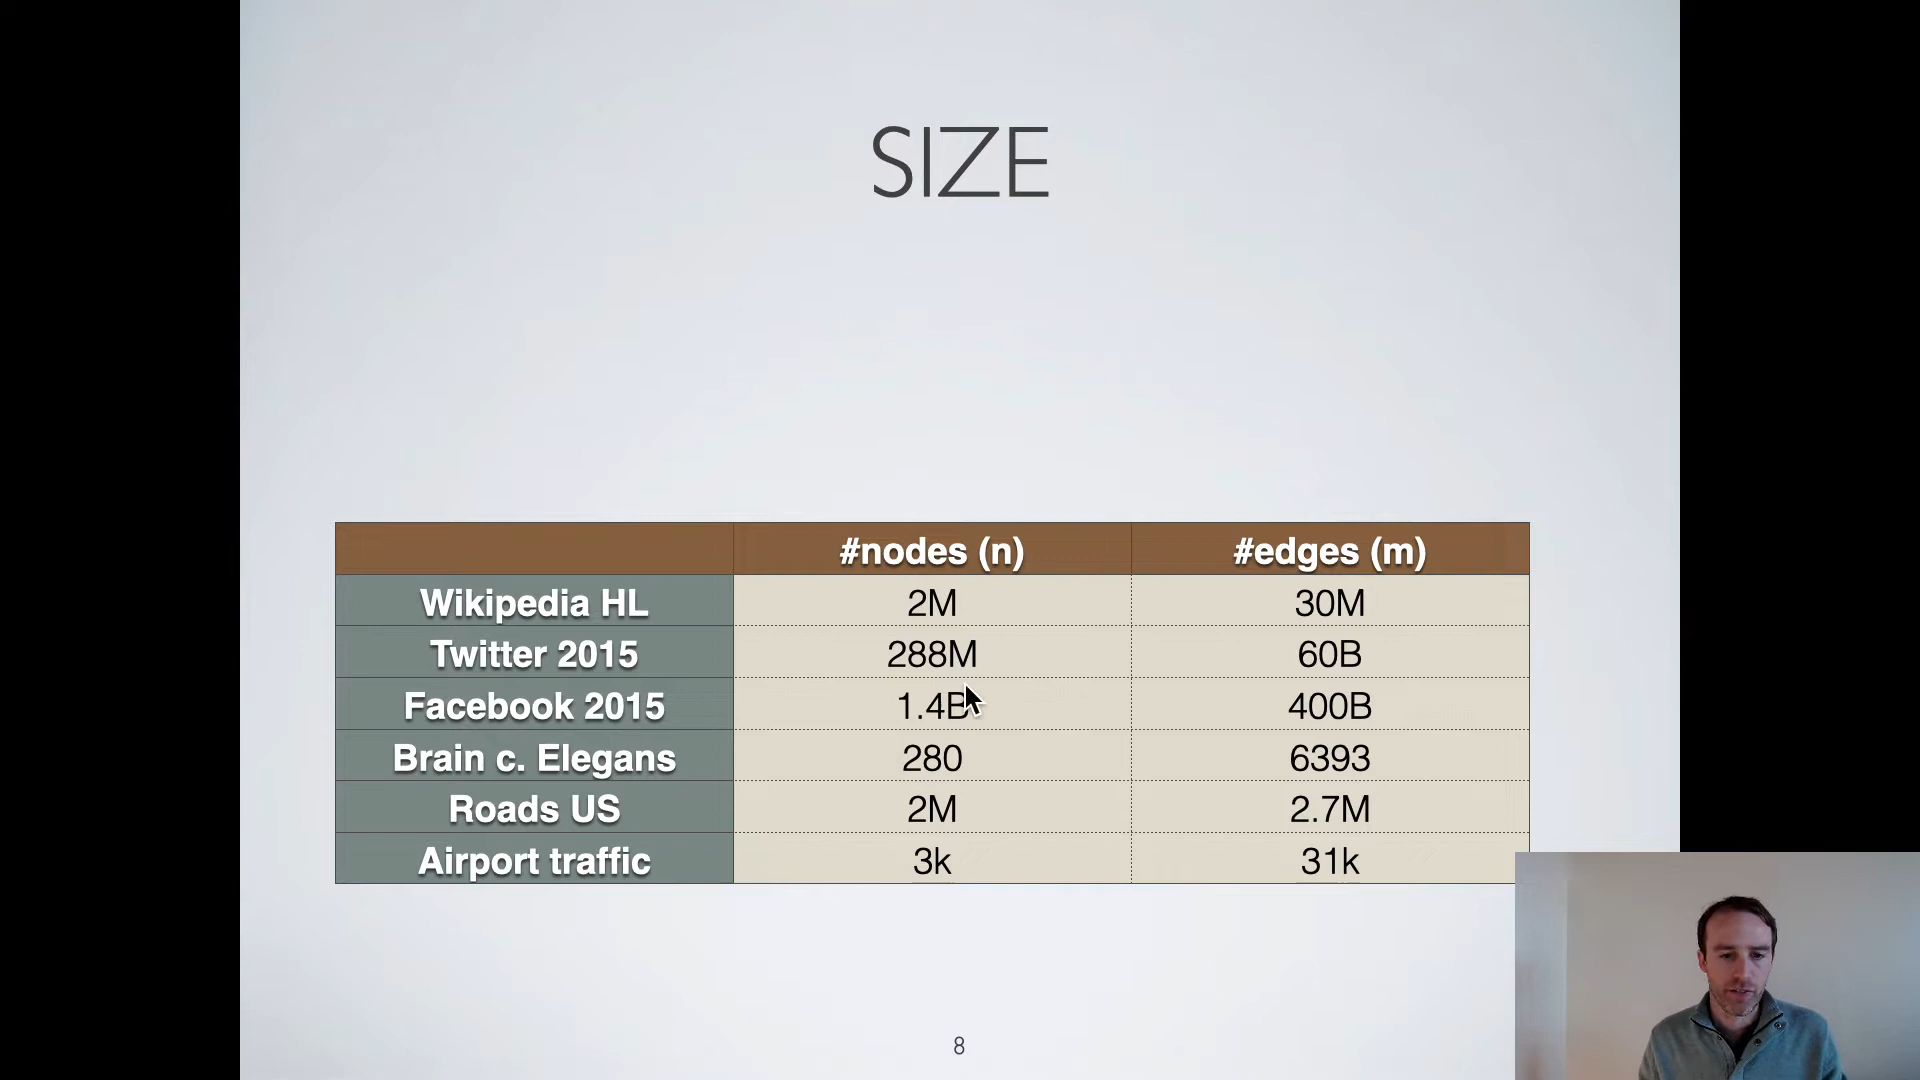 SIZE
#nodes (n) #edges (m)
Wikipedia HL 2M 30M
Twitter 2015 288M 60B
Facebook 2015 1.4B 400B
Brain c. Elegans 280 6393
Roads US 2M 2.7M
Airport traffic 3k 31k
8